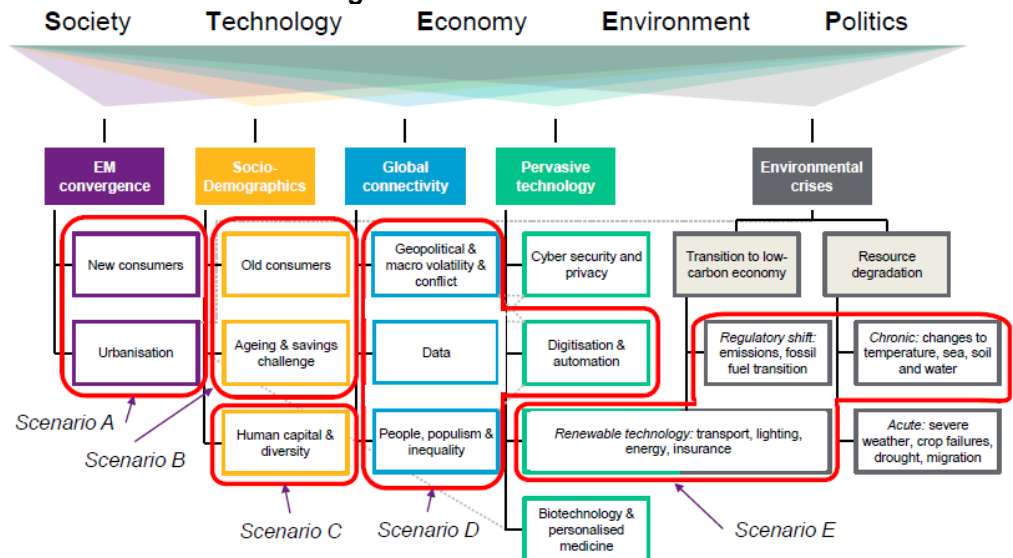 Society Technology Economy Environment Politics
EM
convergence
Socio-
Demographics
Global
connectivity
Pervasive
technology
Environmental
crises
New consumers
Old consumers
Geopolitical &
macro volatility &
conflict
Cyber security and
privacy
Transition to low-
carbon economy
Resource
degradation
Urbanisation
Ageing & savings
challenge
Data
Digitisation &
automation
Regulatory shift:
emissions, fossil
fuel transition
Chronic: changes to
temperature, sea, soil
and water
Scenario A
Scenario B
Human capital &
diversity
People, populism &
inequality
Renewable technology: transport, lighting,
energy, insurance
Acute: severe
weather, crop failures,
drought, migration
Scenario C
Scenario D
Biotechnology &
personalised
medicine
Scenario E